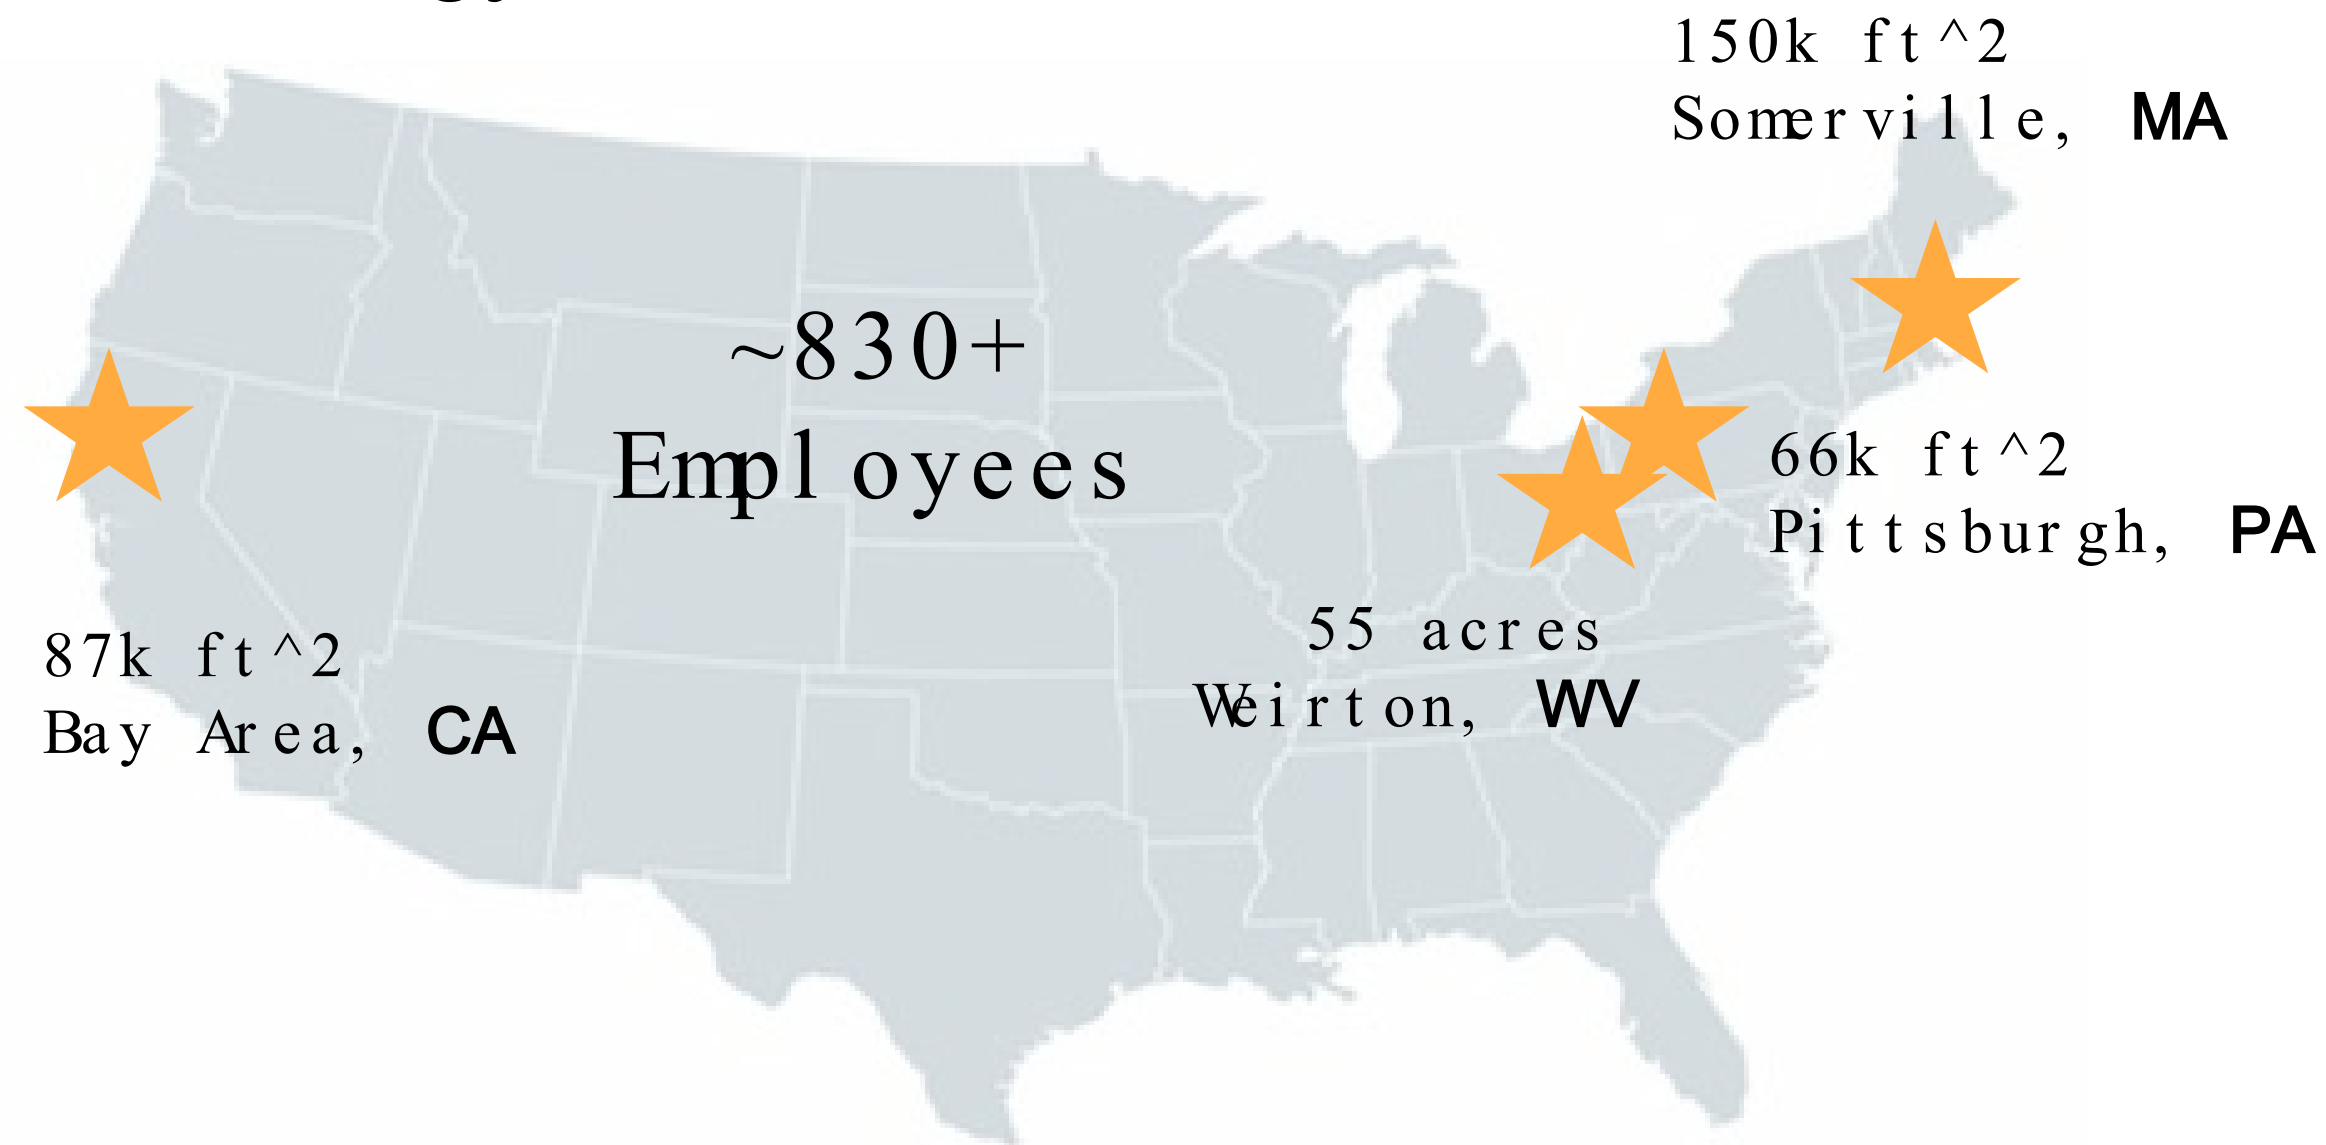 150k ft^2
Somerville, MA
~830+
Employees
66k ft^2
Pittsburgh, PA
55 acres
Weirton, WV
87k ft^2
Bay Area, CA